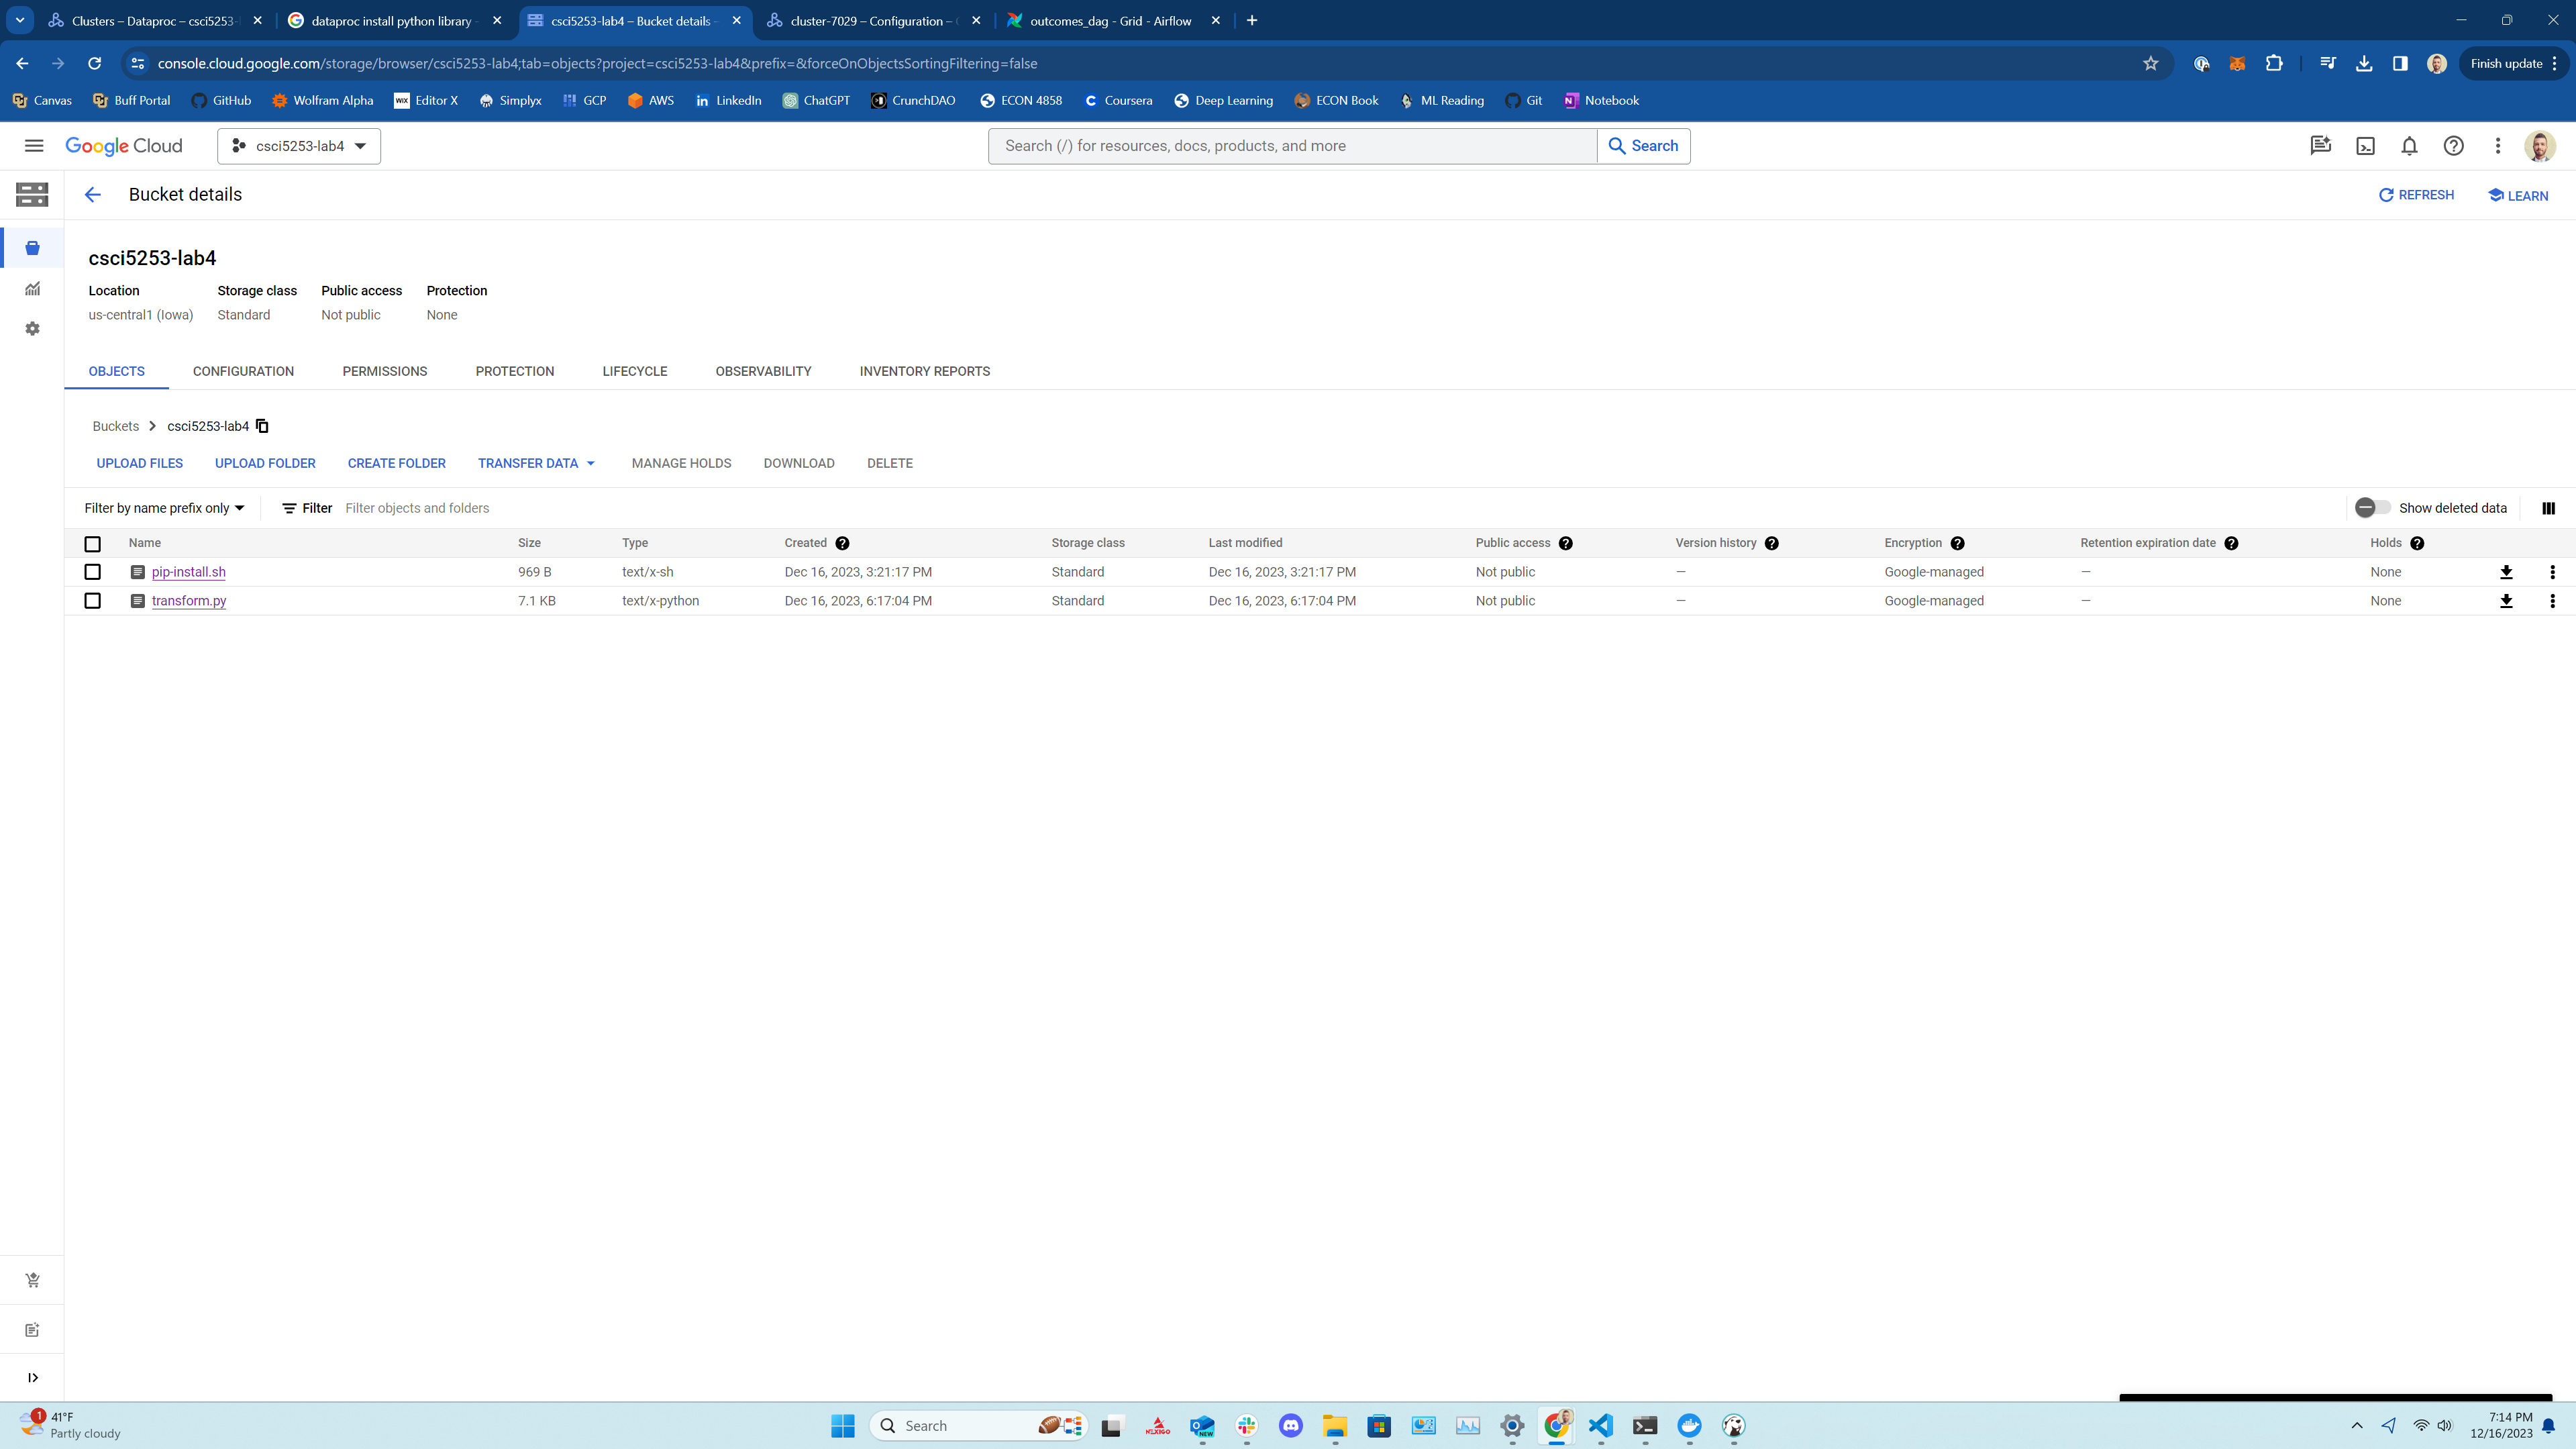 Clusters – Dataproc – csci5253-
dataproc install python library -
csci5253-lab4 – Bucket details -
cluster-7029 – Configuration –
outcomes_dag - Grid - Airflow
console.cloud.google.com/storage/browser/csci5253-lab4;tab=objects?project=csci5253-lab4&prefix=&forceOnObjectsSortingFiltering=false
Finish update
Canvas Buff Portal GitHub Wolfram Alpha Editor X Simplyx GCP AWS LinkedIn ChatGPT CrunchDAO ECON 4858 Coursera Deep Learning ECON Book ML Reading Git Notebook
Google Cloud csci5253-lab4 Search (/) for resources, docs, products, and more Search
Bucket details REFRESH LEARN
csci5253-lab4
Location Storage class Public access Protection
us-central1 (Iowa) Standard Not public None
OBJECTS CONFIGURATION PERMISSIONS PROTECTION LIFECYCLE OBSERVABILITY INVENTORY REPORTS
Buckets csci5253-lab4
UPLOAD FILES UPLOAD FOLDER CREATE FOLDER TRANSFER DATA MANAGE HOLDS DOWNLOAD DELETE
Filter by name prefix only Filter Filter objects and folders Show deleted data
Name Size Type Created Storage class Last modified Public access Version history Encryption Retention expiration date Holds
pip-install.sh 969 B text/x-sh Dec 16, 2023, 3:21:17 PM Standard Dec 16, 2023, 3:21:17 PM Not public — Google-managed — None
transform.py 7.1 KB text/x-python Dec 16, 2023, 6:17:04 PM Standard Dec 16, 2023, 6:17:04 PM Not public — Google-managed — None
1 41°F
Partly cloudy
Search
NEW
7:14 PM
12/16/2023